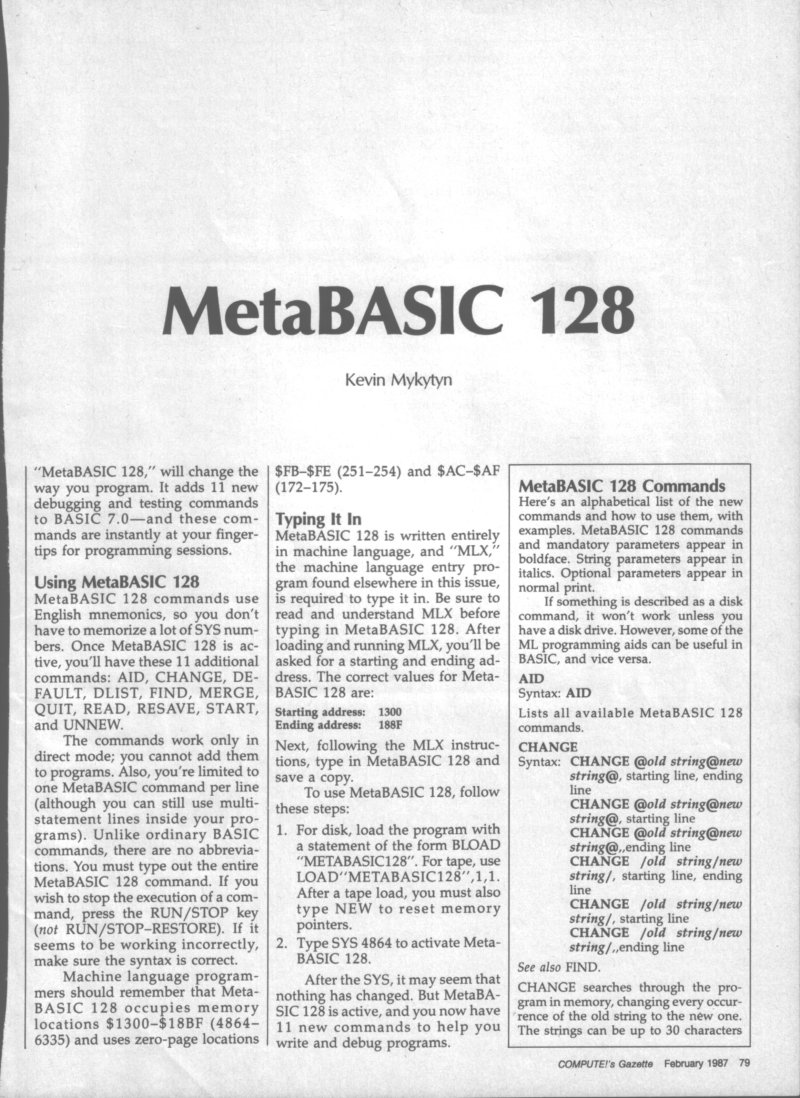 MetaBASIC 128
Kevin Mykytyn
"MetaBASIC 128," will change the
way you program. It adds 11 new
debugging and testing commands
to BASIC 7.0—and these com-
mands are instantly at your finger-
tips for programming sessions.
Using MetaBASIC 128
MetaBASIC 128 commands use
English mnemonics, so you don't
have to memorize a lot of SYS num-
bers. Once MetaBASIC 128 is ac-
tive, you'll have these 11 additional
commands: AID, CHANGE, DE-
FAULT, DLIST, FIND, MERGE,
QUIT, READ, RESAVE, START,
and UNNEW.
The commands work only in
direct mode; you cannot add them
to programs. Also, you're limited to
one MetaBASIC command per line
(although you can still use multi-
statement lines inside your pro-
grams). Unlike ordinary BASIC
commands, there are no abbrevia-
tions. You must type out the entire
MetaBASIC 128 command. If you
wish to stop the execution of a com-
mand, press the RUN/STOP key
(not RUN/STOP–RESTORE). If it
seems to be working incorrectly,
make sure the syntax is correct.
Machine language program-
mers should remember that Meta-
BASIC 128 occupies memory
locations $1300–$18BF (4864–
6335) and uses zero-page locations
$FB–$FE (251–254) and $AC–$AF
(172–175).
Typing It In
MetaBASIC 128 is written entirely
in machine language, and "MLX,"
the machine language entry pro-
gram found elsewhere in this issue,
is required to type it in. Be sure to
read and understand MLX before
typing in MetaBASIC 128. After
loading and running MLX, you'll be
asked for a starting and ending ad-
dress. The correct values for Meta-
BASIC 128 are:
Starting address: 1300
Ending address: 188F
Next, following the MLX instruc-
tions, type in MetaBASIC 128 and
save a copy.
To use MetaBASIC 128, follow
these steps:
1. For disk, load the program with
a statement of the form BLOAD
"METABASIC128". For tape, use
LOAD"METABASIC128",1,1.
After a tape load, you must also
type NEW to reset memory
pointers.
2. Type SYS 4864 to activate Meta-
BASIC 128.
After the SYS, it may seem that
nothing has changed. But MetaBA-
SIC 128 is active, and you now have
11 new commands to help you
write and debug programs.
MetaBASIC 128 Commands
Here's an alphabetical list of the new
commands and how to use them, with
examples. MetaBASIC 128 commands
and mandatory parameters appear in
boldface. String parameters appear in
italics. Optional parameters appear in
normal print.
If something is described as a disk
command, it won't work unless you
have a disk drive. However, some of the
ML programming aids can be useful in
BASIC, and vice versa.
AID
Syntax: AID
Lists all available MetaBASIC 128
commands.
CHANGE
Syntax: CHANGE @old string@new
string@, starting line, ending
line
CHANGE @old string@new
string@, starting line
CHANGE @old string@new
string@,,ending line
CHANGE /old string/new
string/, starting line, ending
line
CHANGE /old string/new
string/, starting line
CHANGE /old string/new
string/,,ending line
See also FIND.
CHANGE searches through the pro-
gram in memory, changing every occur-
rence of the old string to the new one.
The strings can be up to 30 characters
COMPUTE!'s Gazette February 1987 79